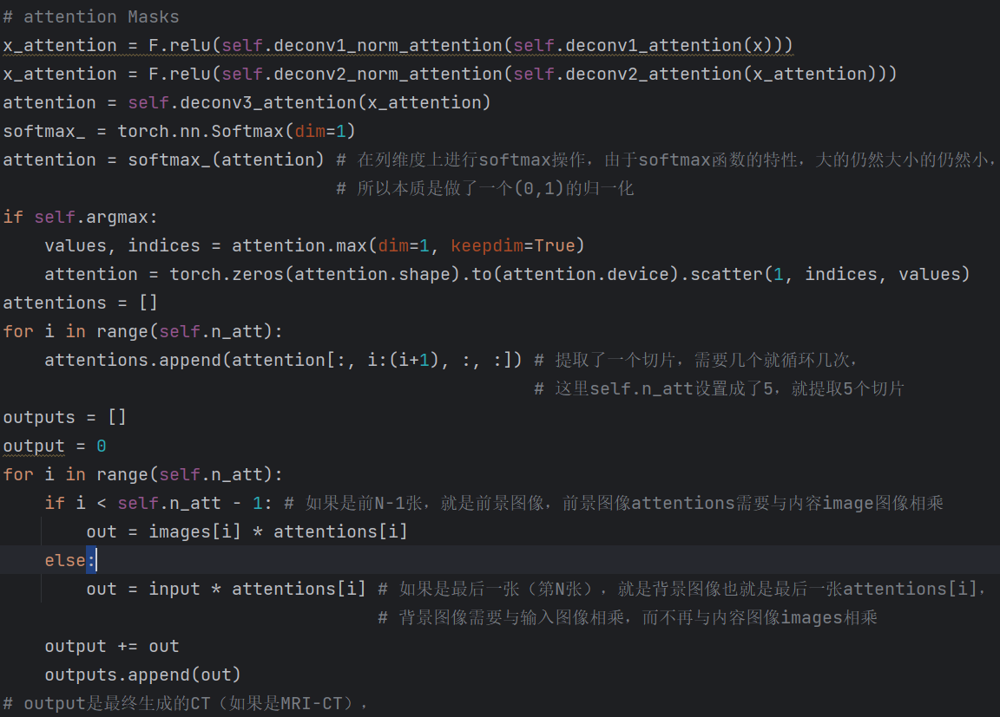 # attention Masks
x_attention = F.relu(self.deconv1_norm_attention(self.deconv1_attention(x)))
x_attention = F.relu(self.deconv2_norm_attention(self.deconv2_attention(x_attention)))
attention = self.deconv3_attention(x_attention)
softmax_ = torch.nn.Softmax(dim=1)
attention = softmax_(attention) # 在列维度上进行softmax操作，由于softmax函数的特性，大的仍然大小的仍然小，
                                # 所以本质是做了一个(0,1)的归一化
if self.argmax:
    values, indices = attention.max(dim=1, keepdim=True)
    attention = torch.zeros(attention.shape).to(attention.device).scatter(1, indices, values)
attentions = []
for i in range(self.n_att):
    attentions.append(attention[:, i:(i+1), :, :]) # 提取了一个切片，需要几个就循环几次，
                                                   # 这里self.n_att设置成了5，就提取5个切片
outputs = []
output = 0
for i in range(self.n_att):
    if i < self.n_att - 1: # 如果是前N-1张，就是前景图像，前景图像attentions需要与内容image图像相乘
        out = images[i] * attentions[i]
    else:
        out = input * attentions[i] # 如果是最后一张（第N张），就是背景图像也就是最后一张attentions[i]，
                                    # 背景图像需要与输入图像相乘，而不再与内容图像images相乘
    output += out
    outputs.append(out)
# output是最终生成的CT（如果是MRI-CT），